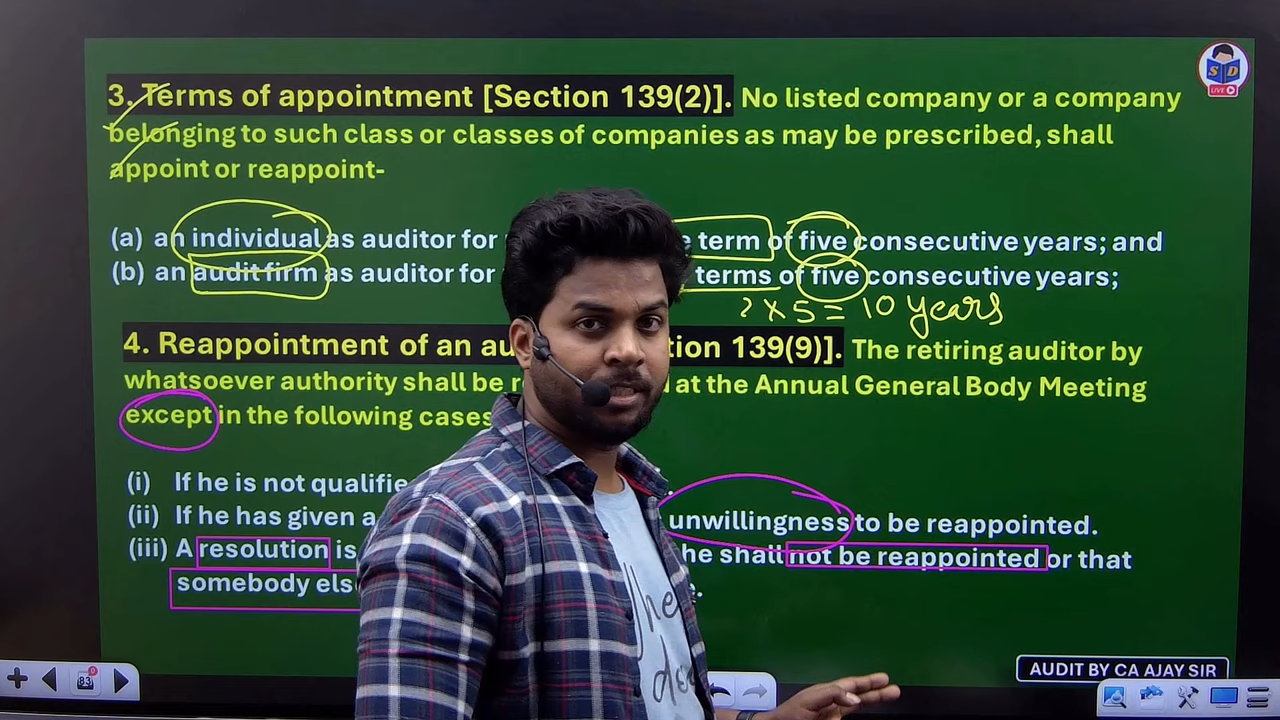 3. Terms of appointment [Section 139(2)]. No listed company or a company
belonging to such class or classes of companies as may be prescribed, shall
appoint or reappoint-
(a) an individual as auditor for term of five consecutive years; and
(b) an audit firm as auditor for terms of five consecutive years;
× 5 = 10 years
4. Reappointment of an tion 139(9)]. The retiring auditor by
whatsoever authority shall be at the Annual General Body Meeting
except in the following cases
(i) If he is not
(ii) If he has given a unwillingness to be reappointed.
(iii) A resolution is he shall not be reappointed or that
somebody
S D
LIVE
83
0
AUDIT BY CA AJAY SIR